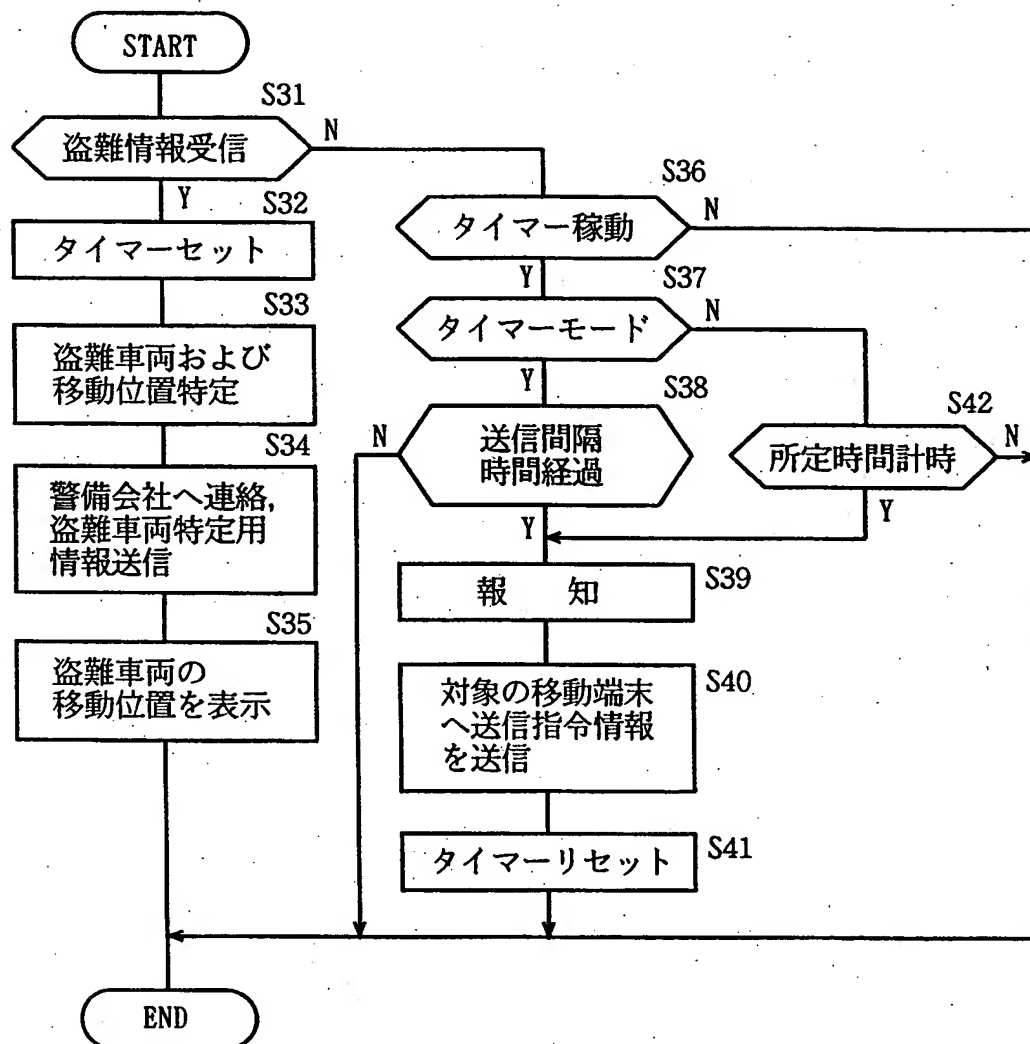 START
S31
盗難情報受信
N
Y
S32
タイマーセット
S33
盗難車両および
移動位置特定
S34
警備会社へ連絡,
盗難車両特定用
情報送信
S35
盗難車両の
移動位置を表示
END
S36
タイマー稼動
N
Y
S37
タイマーモード
N
Y
S38
N
送信間隔
時間経過
Y
S42
所定時間計時
N
Y
報 知
S39
対象の移動端末
へ送信指令情報
を送信
S40
タイマーリセット
S41